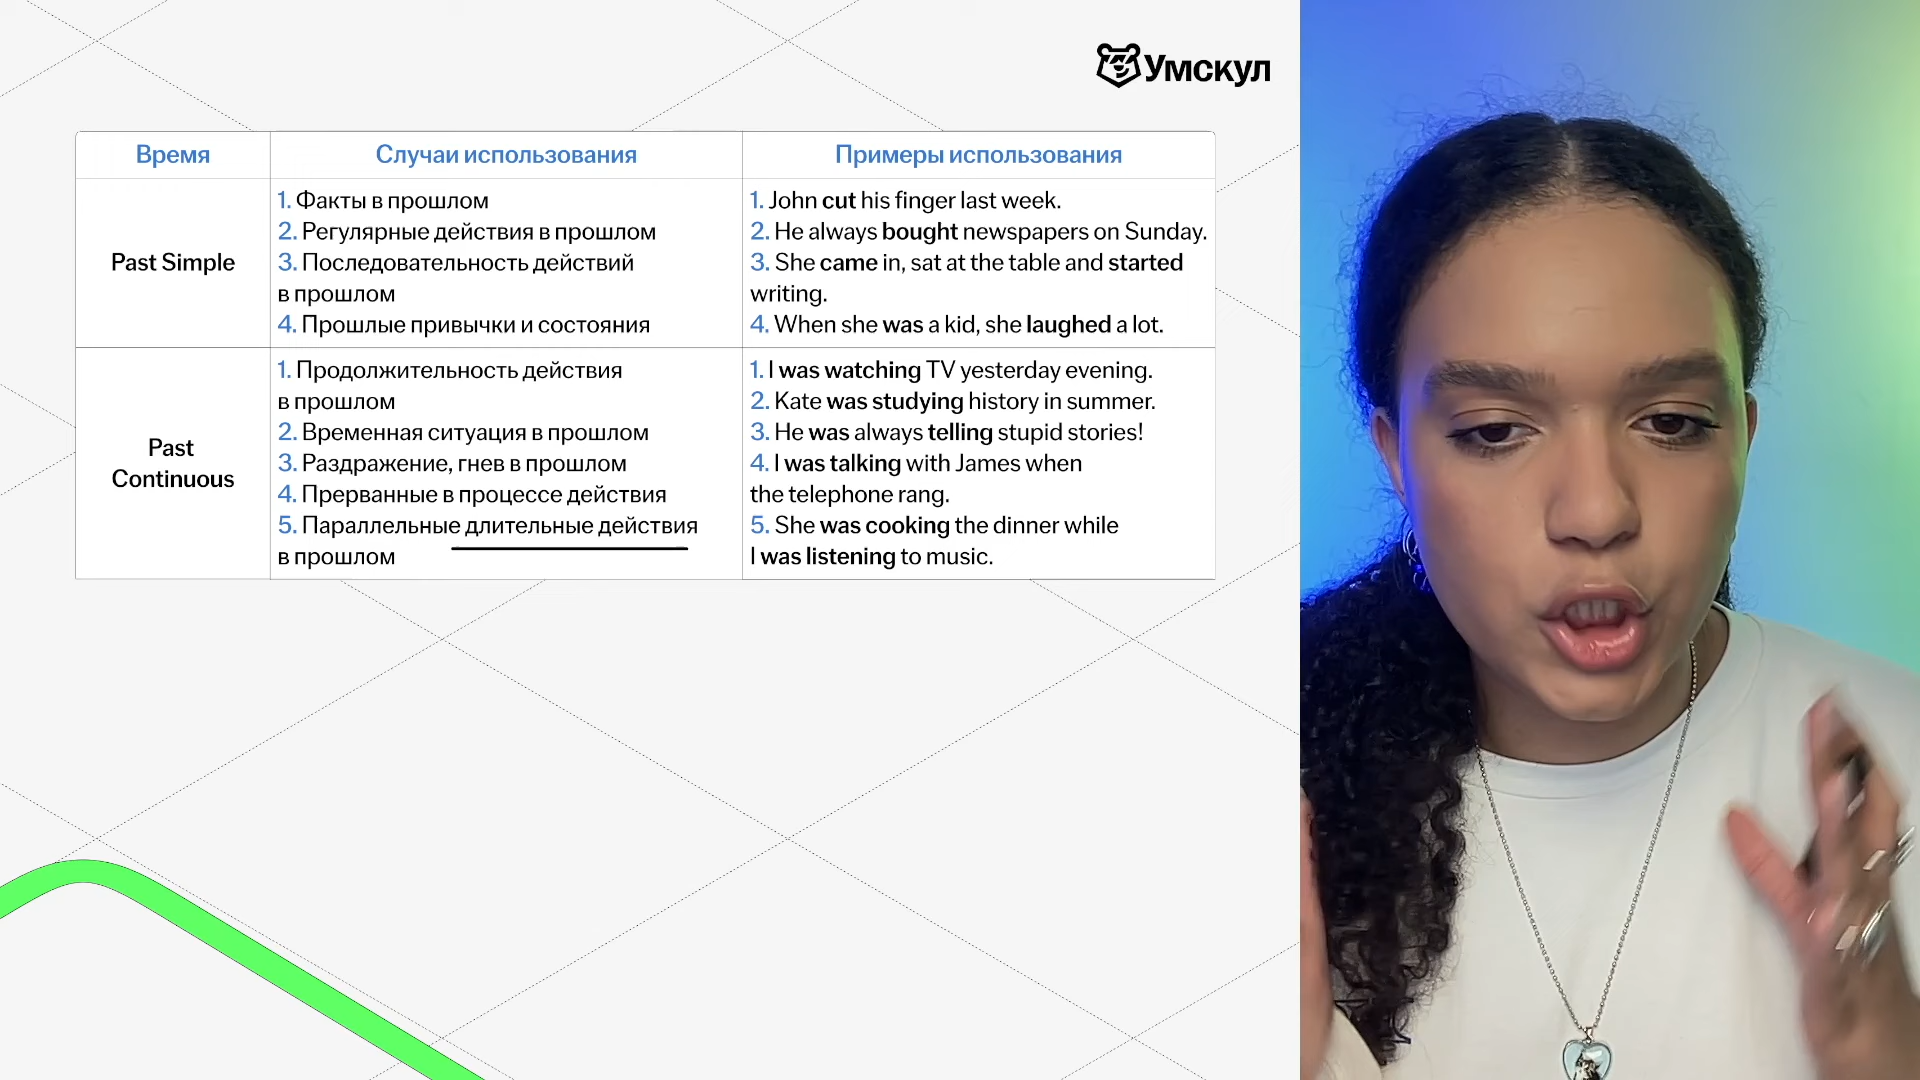 Умскул
Время
Случаи использования
Примеры использования
Past Simple
1. Факты в прошлом
2. Регулярные действия в прошлом
3. Последовательность действий
в прошлом
4. Прошлые привычки и состояния
1. John cut his finger last week.
2. He always bought newspapers on Sunday.
3. She came in, sat at the table and started
writing.
4. When she was a kid, she laughed a lot.
Past
Continuous
1. Продолжительность действия
в прошлом
2. Временная ситуация в прошлом
3. Раздражение, гнев в прошлом
4. Прерванные в процессе действия
5. Параллельные длительные действия
в прошлом
1. I was watching TV yesterday evening.
2. Kate was studying history in summer.
3. He was always telling stupid stories!
4. I was talking with James when
the telephone rang.
5. She was cooking the dinner while
I was listening to music.